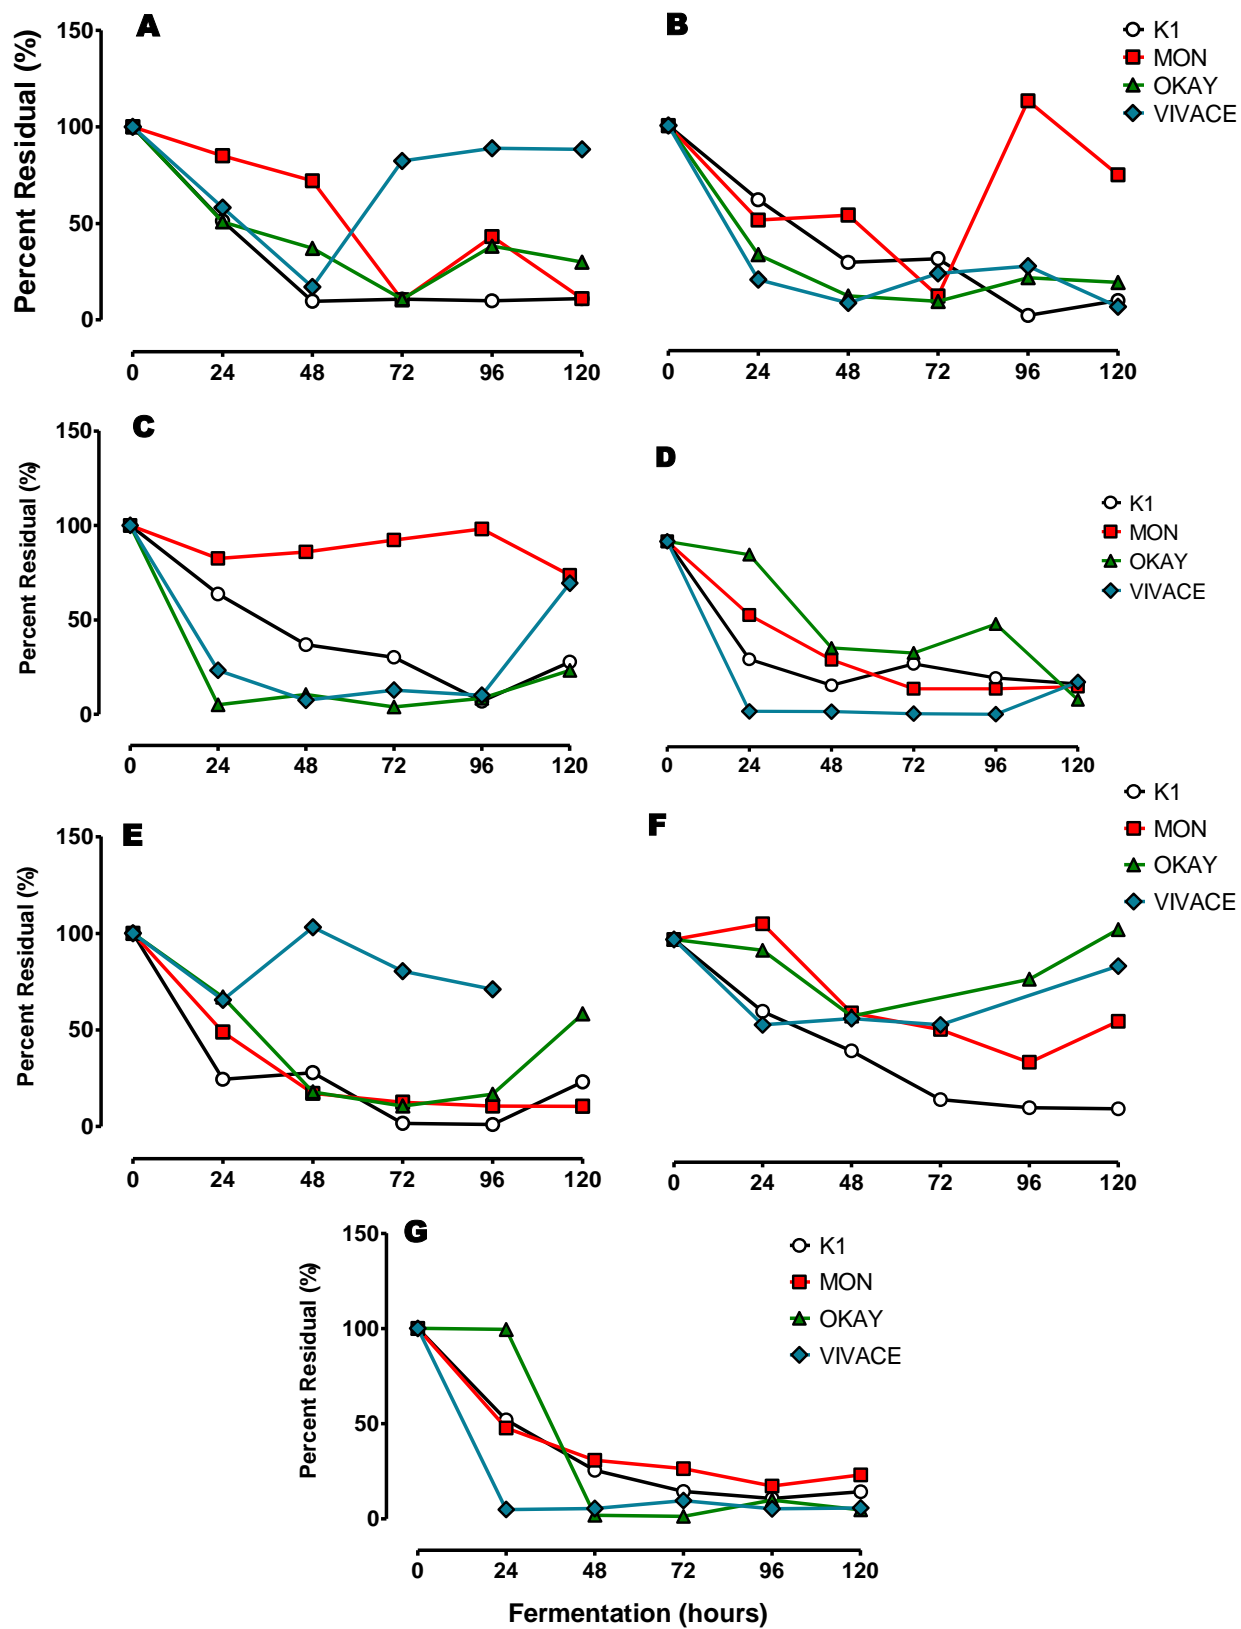 A
B
150
100
50
0
Percent Residual (%)
K1
MON
OKAY
VIVACE
0 24 48 72 96 120
0 24 48 72 96 120
C
D
150
100
50
0
Percent Residual (%)
K1
MON
OKAY
VIVACE
0 24 48 72 96 120
0 24 48 72 96 120
E
F
150
100
50
0
Percent Residual (%)
K1
MON
OKAY
VIVACE
0 24 48 72 96 120
0 24 48 72 96 120
G
150
100
50
0
Percent Residual (%)
K1
MON
OKAY
VIVACE
0 24 48 72 96 120
Fermentation (hours)